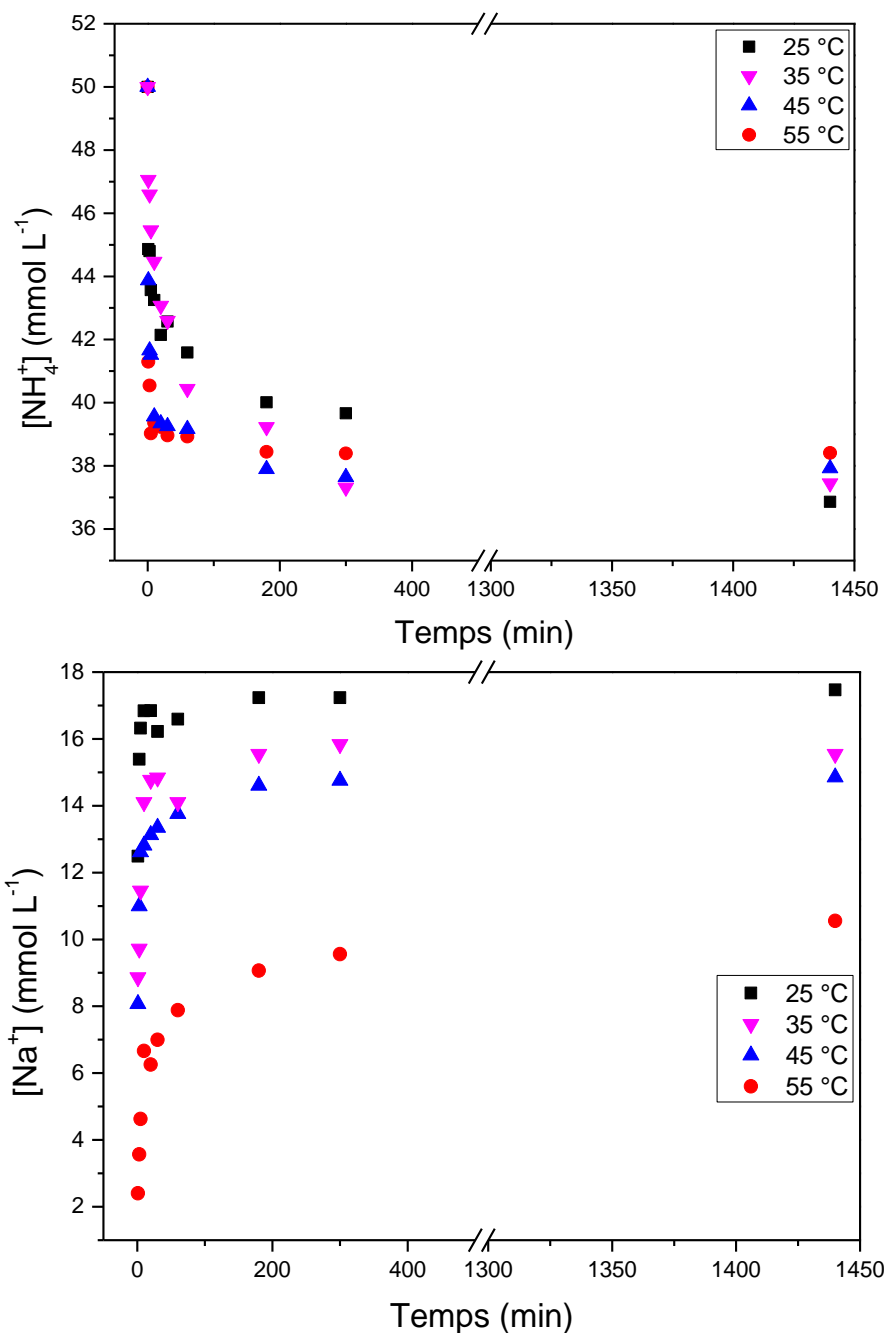 52
50
48
46
44
42
40
38
36
[NH₄⁺] (mmol L⁻¹)
25 °C
35 °C
45 °C
55 °C
0 200 400 1300 1350 1400 1450
Temps (min)
18
16
14
12
10
8
6
4
2
[Na⁺] (mmol L⁻¹)
25 °C
35 °C
45 °C
55 °C
0 200 400 1300 1350 1400 1450
Temps (min)